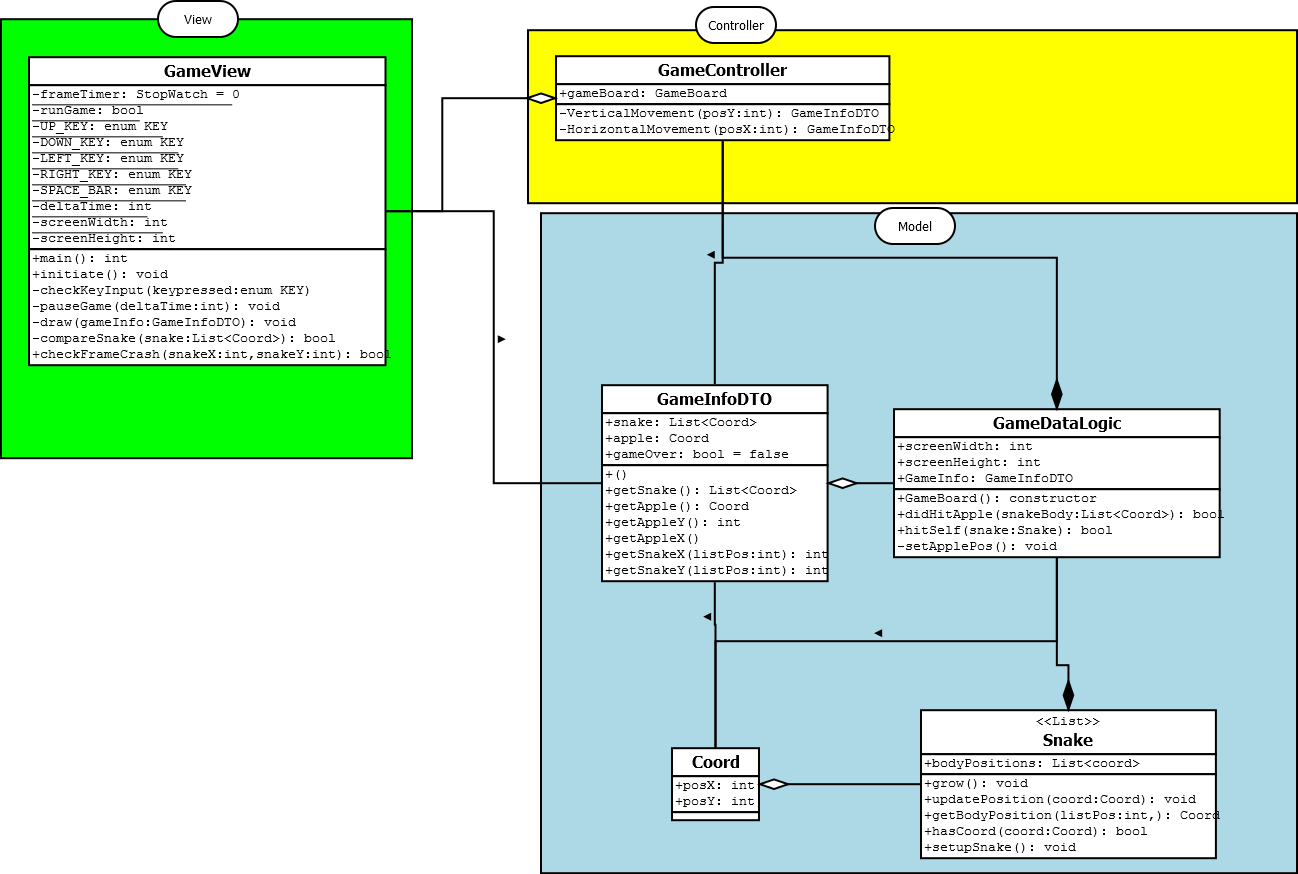 View
GameView
-frameTimer: StopWatch = 0
-runGame: bool
-UP_KEY: enum KEY
-DOWN_KEY: enum KEY
-LEFT_KEY: enum KEY
-RIGHT_KEY: enum KEY
-SPACE_BAR: enum KEY
-deltaTime: int
-screenWidth: int
-screenHeight: int
+main(): int
+initiate(): void
-checkKeyInput(keypressed:enum KEY)
-pauseGame(deltaTime:int): void
-draw(gameInfo:GameInfoDTO): void
-compareSnake(snake:List<Coord>): bool
+checkFrameCrash(snakeX:int,snakeY:int): bool
Controller
GameController
+gameBoard: GameBoard
-VerticalMovement(posY:int): GameInfoDTO
-HorizontalMovement(posX:int): GameInfoDTO
Model
GameInfoDTO
+snake: List<Coord>
+apple: Coord
+gameOver: bool = false
+()
+getSnake(): List<Coord>
+getApple(): Coord
+getAppleY(): int
+getAppleX()
+getSnakeX(listPos:int): int
+getSnakeY(listPos:int): int
GameDataLogic
+screenWidth: int
+screenHeight: int
+GameInfo: GameInfoDTO
+GameBoard(): constructor
+didHitApple(snakeBody:List<Coord>): bool
+hitSelf(snake:Snake): bool
-setApplePos(): void
Coord
+posX: int
+posY: int
<<List>>
Snake
+bodyPositions: List<coord>
+grow(): void
+updatePosition(coord:Coord): void
+getBodyPosition(listPos:int,): Coord
+hasCoord(coord:Coord): bool
+setupSnake(): void